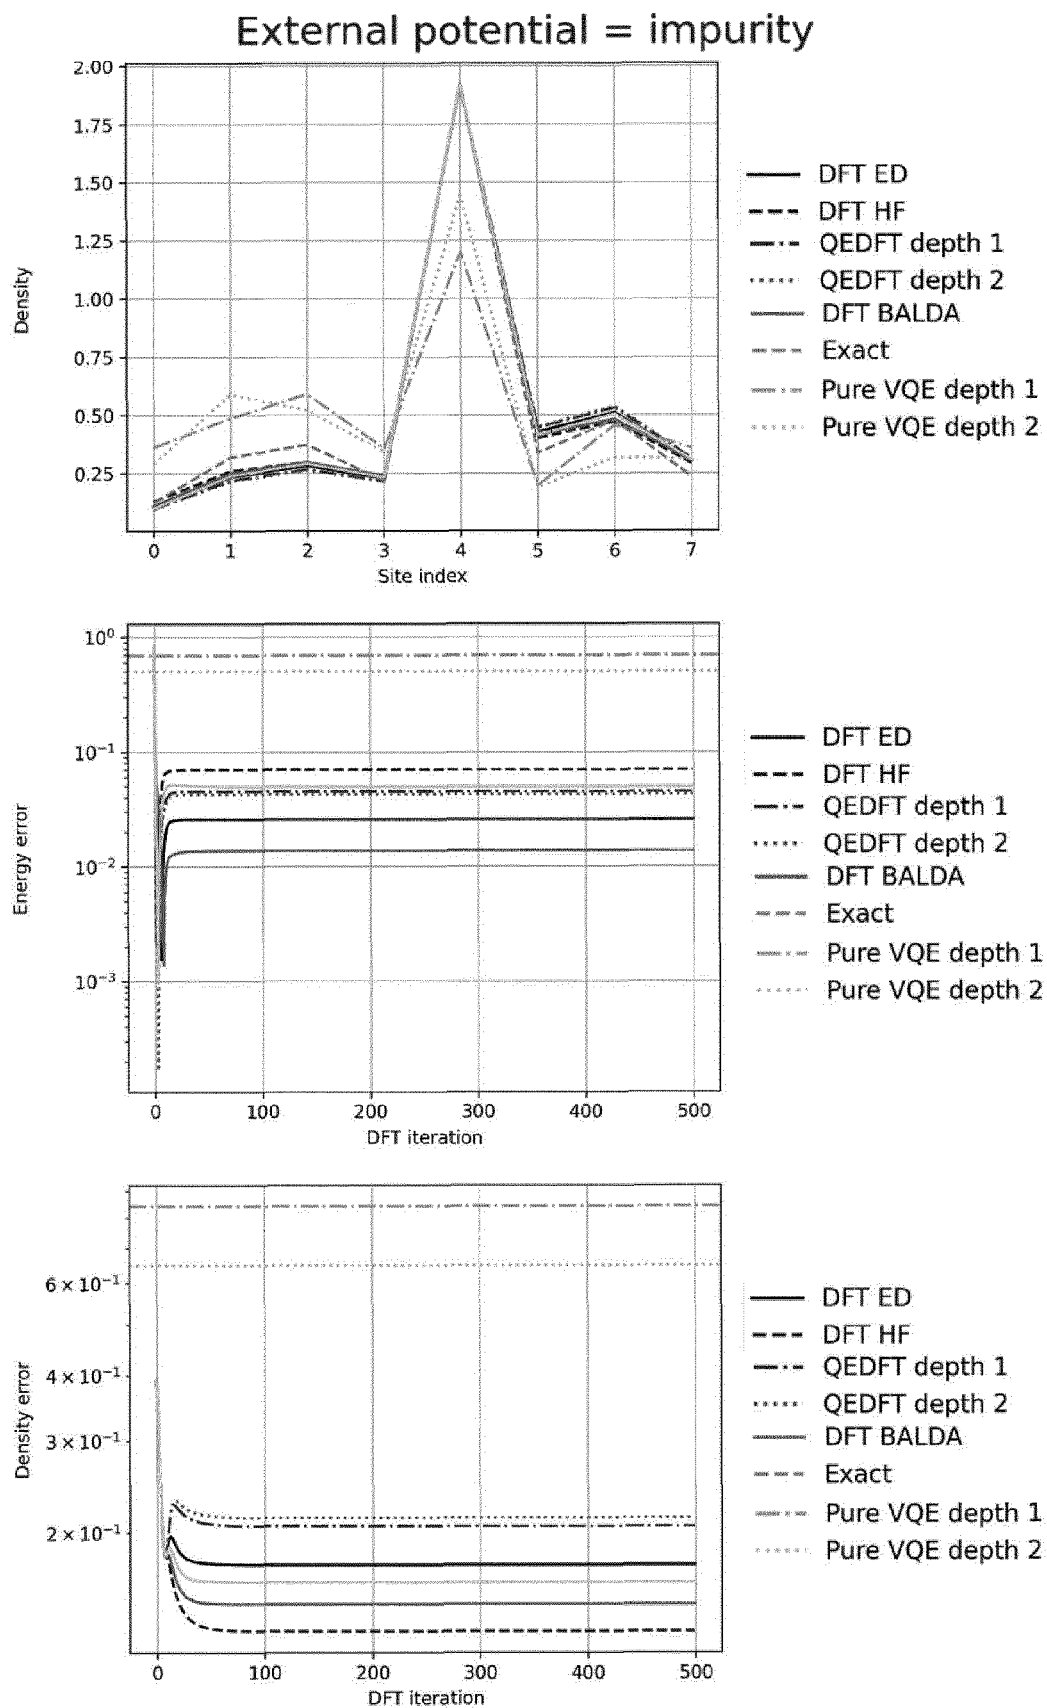 External potential = impurity
2.00
1.75
1.50
1.25
1.00
0.75
0.50
0.25
Density
0 1 2 3 4 5 6 7
Site index
DFT ED
DFT HF
QEDFT depth 1
QEDFT depth 2
DFT BALDA
Exact
Pure VQE depth 1
Pure VQE depth 2
10⁰
10⁻¹
10⁻²
10⁻³
Energy error
0 100 200 300 400 500
DFT iteration
DFT ED
DFT HF
QEDFT depth 1
QEDFT depth 2
DFT BALDA
Exact
Pure VQE depth 1
Pure VQE depth 2
6 × 10⁻¹
4 × 10⁻¹
3 × 10⁻¹
2 × 10⁻¹
Density error
0 100 200 300 400 500
DFT iteration
DFT ED
DFT HF
QEDFT depth 1
QEDFT depth 2
DFT BALDA
Exact
Pure VQE depth 1
Pure VQE depth 2